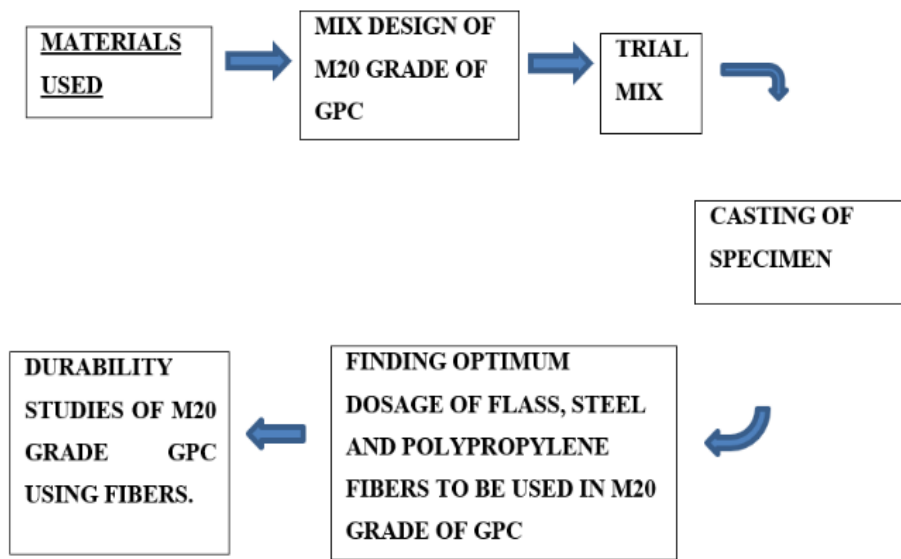 MATERIALS
USED
MIX DESIGN OF
M20 GRADE OF
GPC
TRIAL
MIX
CASTING OF
SPECIMEN
FINDING OPTIMUM
DOSAGE OF FLASS, STEEL
AND POLYPROPYLENE
FIBERS TO BE USED IN M20
GRADE OF GPC
DURABILITY
STUDIES OF M20
GRADE GPC
USING FIBERS.